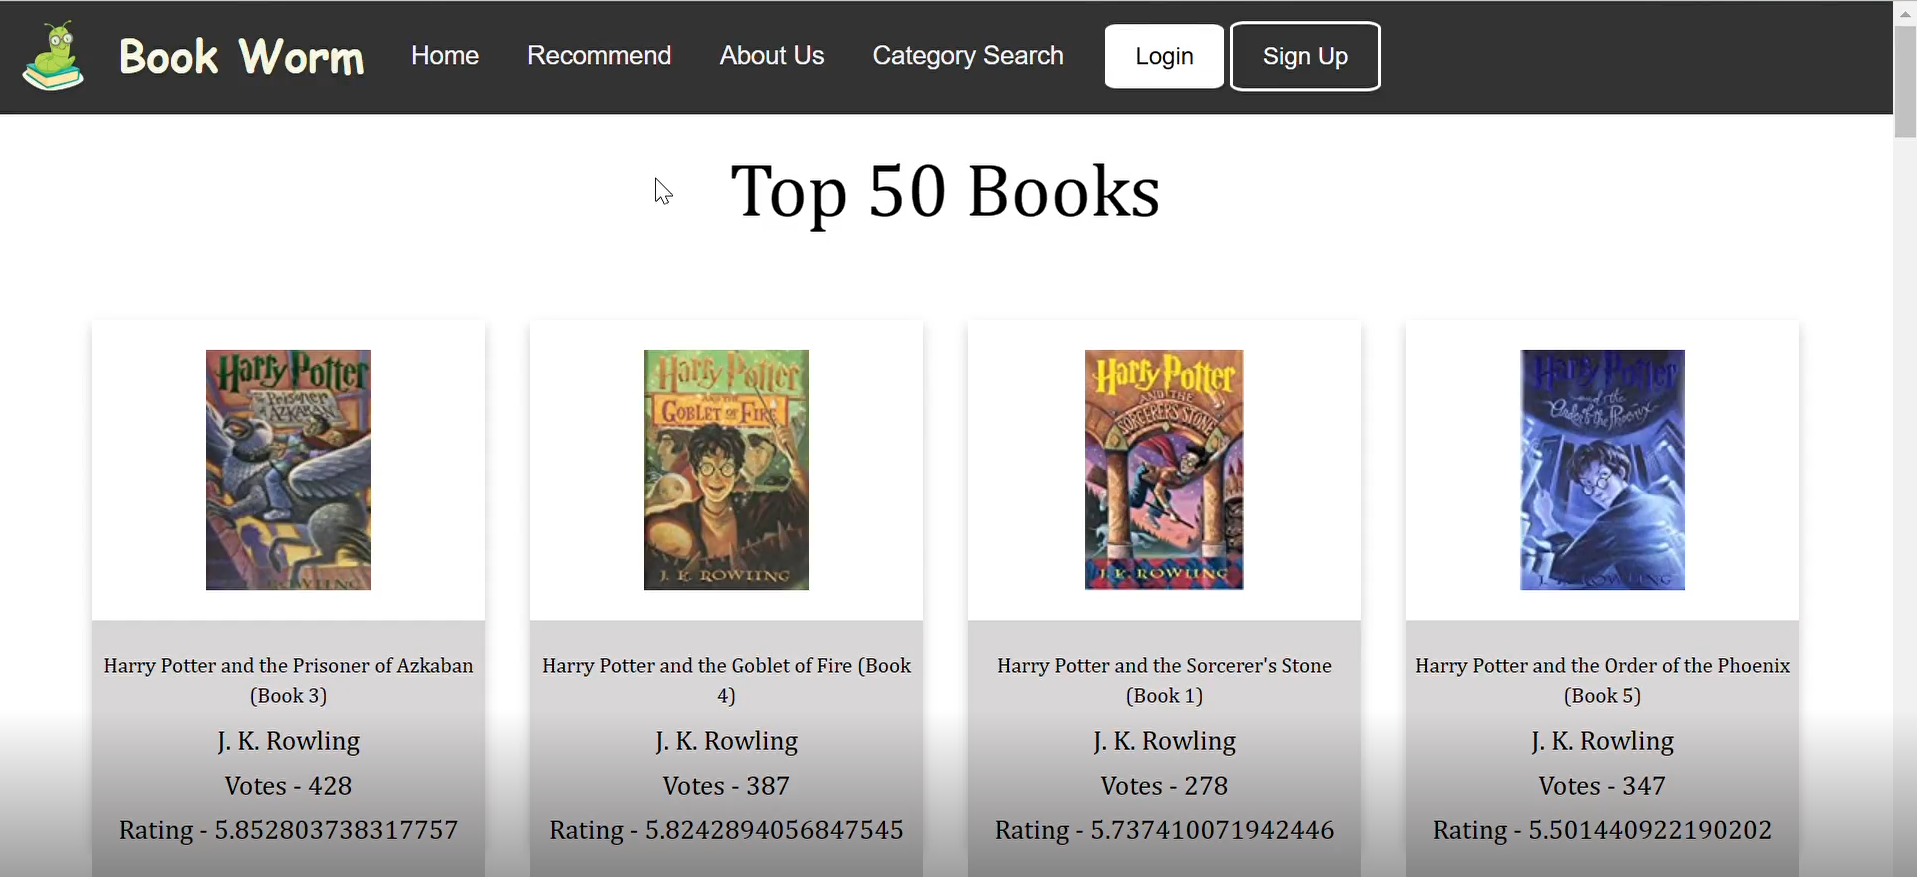 Book Worm
Home
Recommend
About Us
Category Search
Login
Sign Up
Top 50 Books
Harry Potter
and the
Prisoner
of AZKABAN
Harry Potter
AND THE
GOBLET OF FIRE
J. K. ROWLING
Harry Potter
AND THE
SORCERER'S STONE
J. K. ROWLING
Harry Potter
and the
Order of the Phoenix
J. K. ROWLING
Harry Potter and the Prisoner of Azkaban
(Book 3)
J. K. Rowling
Votes - 428
Rating - 5.852803738317757
Harry Potter and the Goblet of Fire (Book
4)
J. K. Rowling
Votes - 387
Rating - 5.8242894056847545
Harry Potter and the Sorcerer's Stone
(Book 1)
J. K. Rowling
Votes - 278
Rating - 5.737410071942446
Harry Potter and the Order of the Phoenix
(Book 5)
J. K. Rowling
Votes - 347
Rating - 5.501440922190202